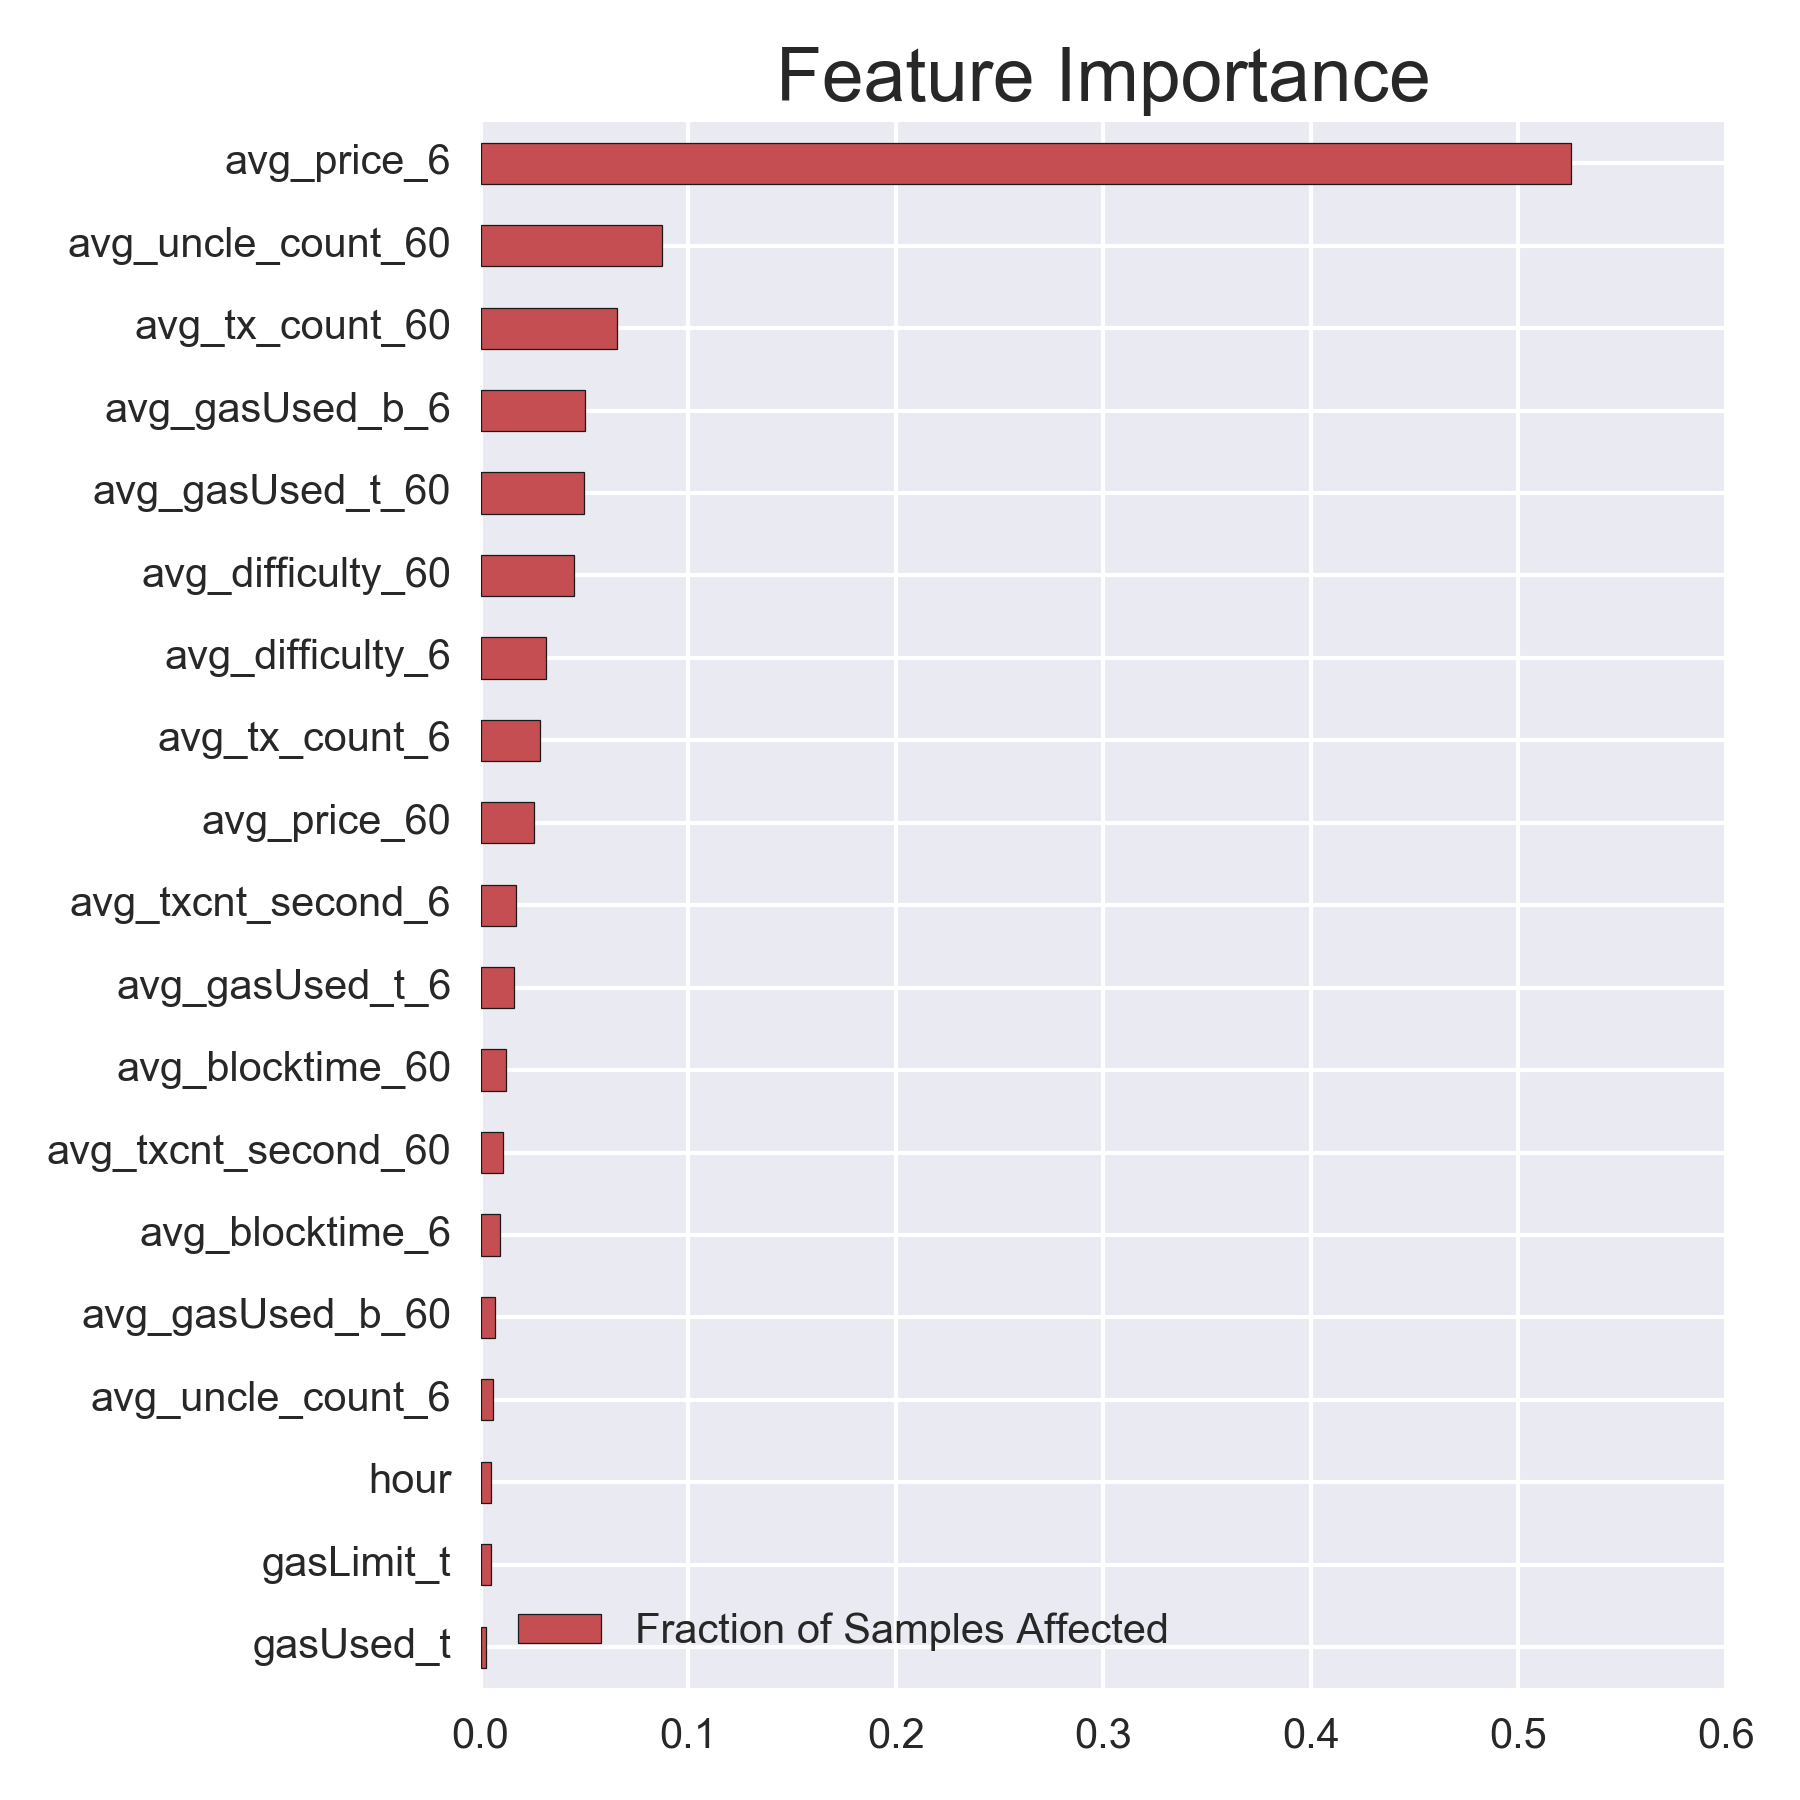 Feature Importance
avg_price_6
avg_uncle_count_60
avg_tx_count_60
avg_gasUsed_b_6
avg_gasUsed_t_60
avg_difficulty_60
avg_difficulty_6
avg_tx_count_6
avg_price_60
avg_txcnt_second_6
avg_gasUsed_t_6
avg_blocktime_60
avg_txcnt_second_60
avg_blocktime_6
avg_gasUsed_b_60
avg_uncle_count_6
hour
gasLimit_t
gasUsed_t
Fraction of Samples Affected
0.0 0.1 0.2 0.3 0.4 0.5 0.6